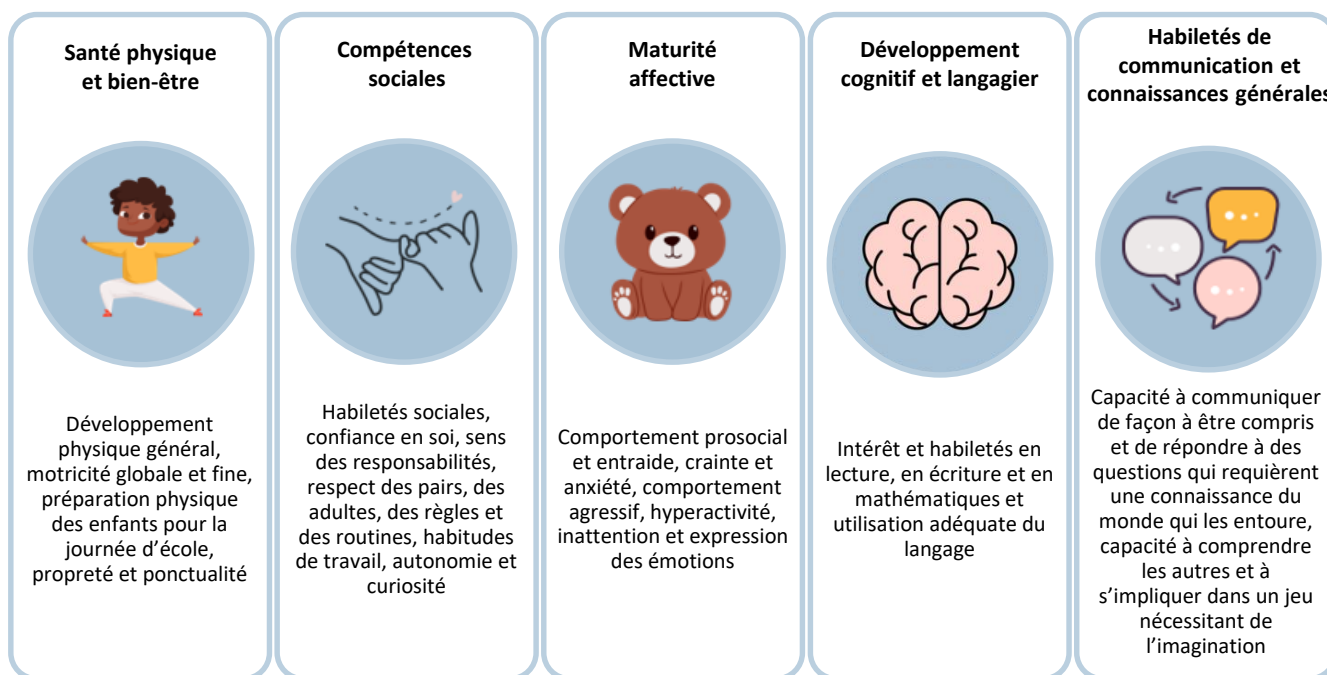 Santé physique
et bien-être
Développement
physique général,
motricité globale et fine,
préparation physique
des enfants pour la
journée d'école,
propreté et ponctualité
Compétences
sociales
Habiletés sociales,
confiance en soi, sens
des responsabilités,
respect des pairs, des
adultes, des règles et
des routines, habitudes
de travail, autonomie et
curiosité
Maturité
affective
Comportement prosocial
et entraide, crainte et
anxiété, comportement
agressif, hyperactivité,
inattention et expression
des émotions
Développement
cognitif et langagier
Intérêt et habiletés en
lecture, en écriture et en
mathématiques et
utilisation adéquate du
langage
Habiletés de
communication et
connaissances générales
Capacité à communiquer
de façon à être compris
et de répondre à des
questions qui requièrent
une connaissance du
monde qui les entoure,
capacité à comprendre
les autres et à
s'impliquer dans un jeu
nécessitant de
l'imagination